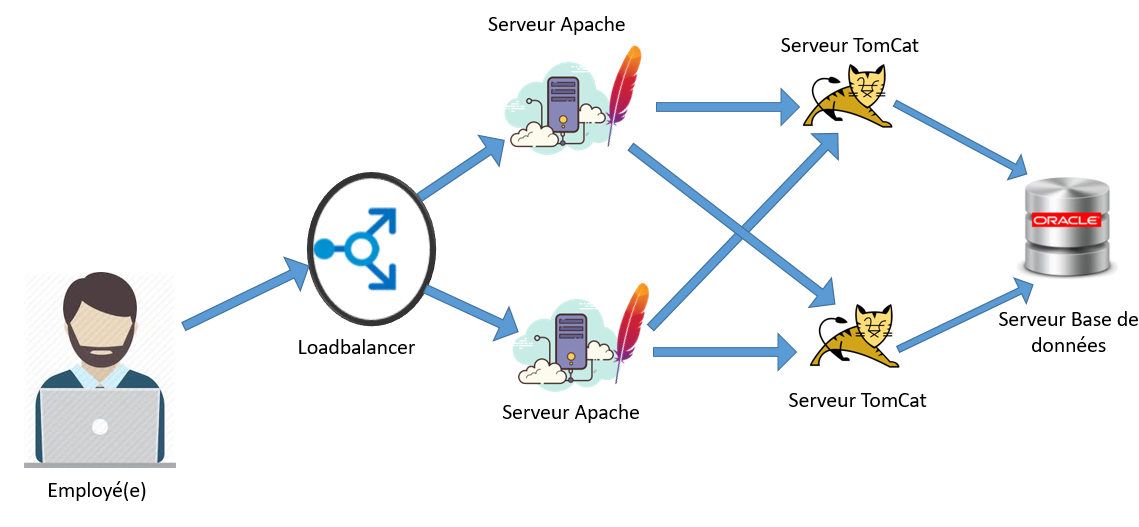 Serveur Apache
Serveur TomCat
ORACLE
Loadbalancer
Serveur Base de
données
Serveur Apache
Serveur TomCat
Employé(e)